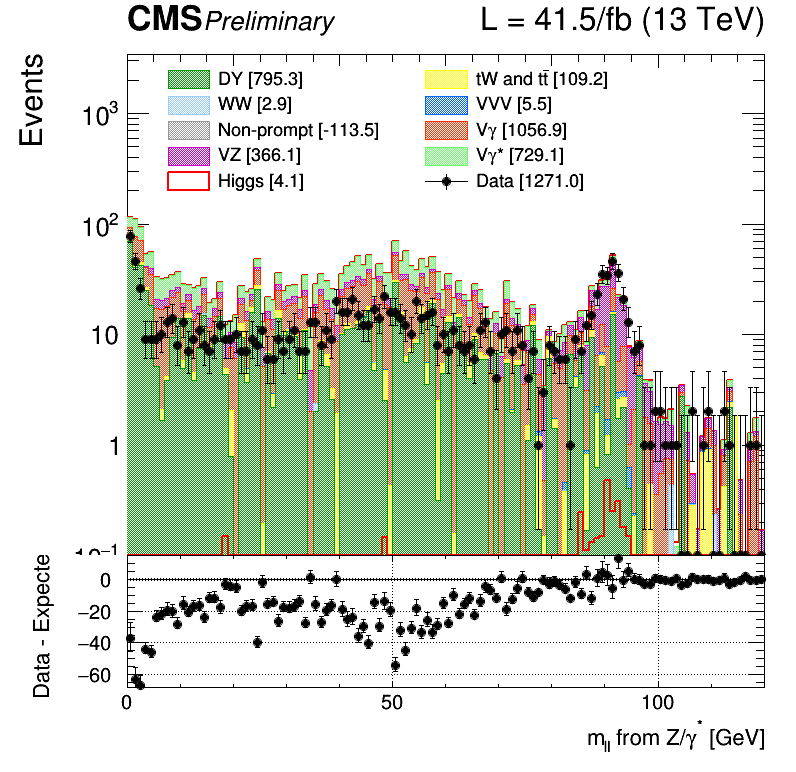 CMS Preliminary L = 41.5/fb (13 TeV)
Events
DY [795.3] tW and tt̄ [109.2]
WW [2.9] VVV [5.5]
Non-prompt [-113.5] Vγ [1056.9]
VZ [366.1] Vγ* [729.1]
Higgs [4.1] Data [1271.0]
10³
10²
10
1
10⁻¹
Data - Expecte
0
−20
−40
−60
0 50 100
m_ll from Z/γ* [GeV]